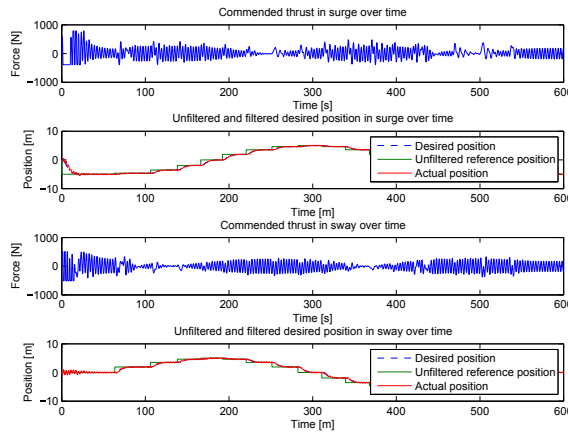 Commended thrust in surge over time
1000
0
−1000
Force [N]
0 100 200 300 400 500 600
Time [s]
Unfiltered and filtered desired position in surge over time
10
0
−10
Position [m]
Desired position
Unfiltered reference position
Actual position
0 100 200 300 400 500 600
Time [m]
Commended thrust in sway over time
1000
0
−1000
Force [N]
0 100 200 300 400 500 600
Time [s]
Unfiltered and filtered desired position in sway over time
10
0
−10
Position [m]
Desired position
Unfiltered reference position
Actual position
0 100 200 300 400 500 600
Time [m]